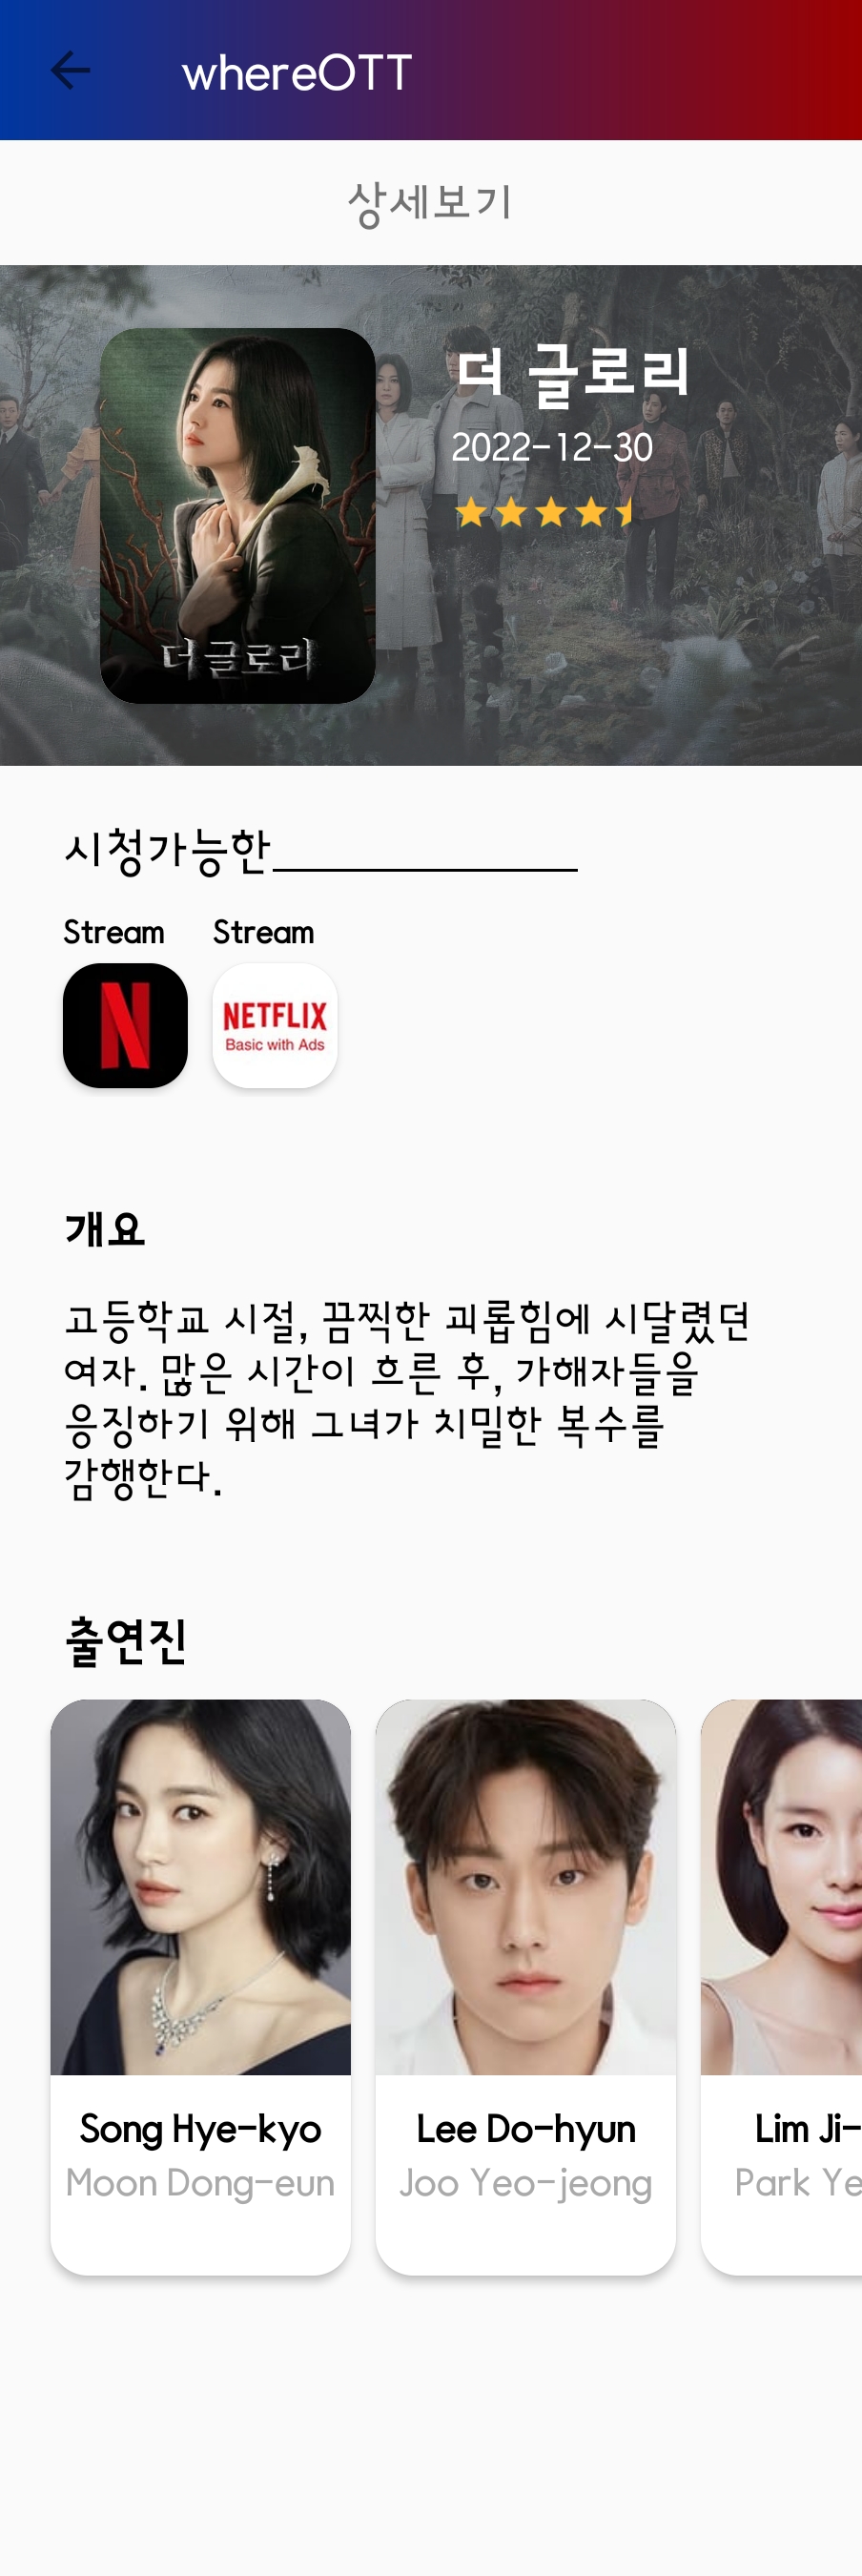 whereOTT
상세보기
더 글로리
2022-12-30
더 글로리
시청가능한
Stream Stream
N
NETFLIX
Basic with Ads
개요
고등학교 시절, 끔찍한 괴롭힘에 시달렸던
여자. 많은 시간이 흐른 후, 가해자들을
응징하기 위해 그녀가 치밀한 복수를
감행한다.
출연진
Song Hye-kyo
Moon Dong-eun
Lee Do-hyun
Joo Yeo-jeong
Lim Ji-
Park Ye